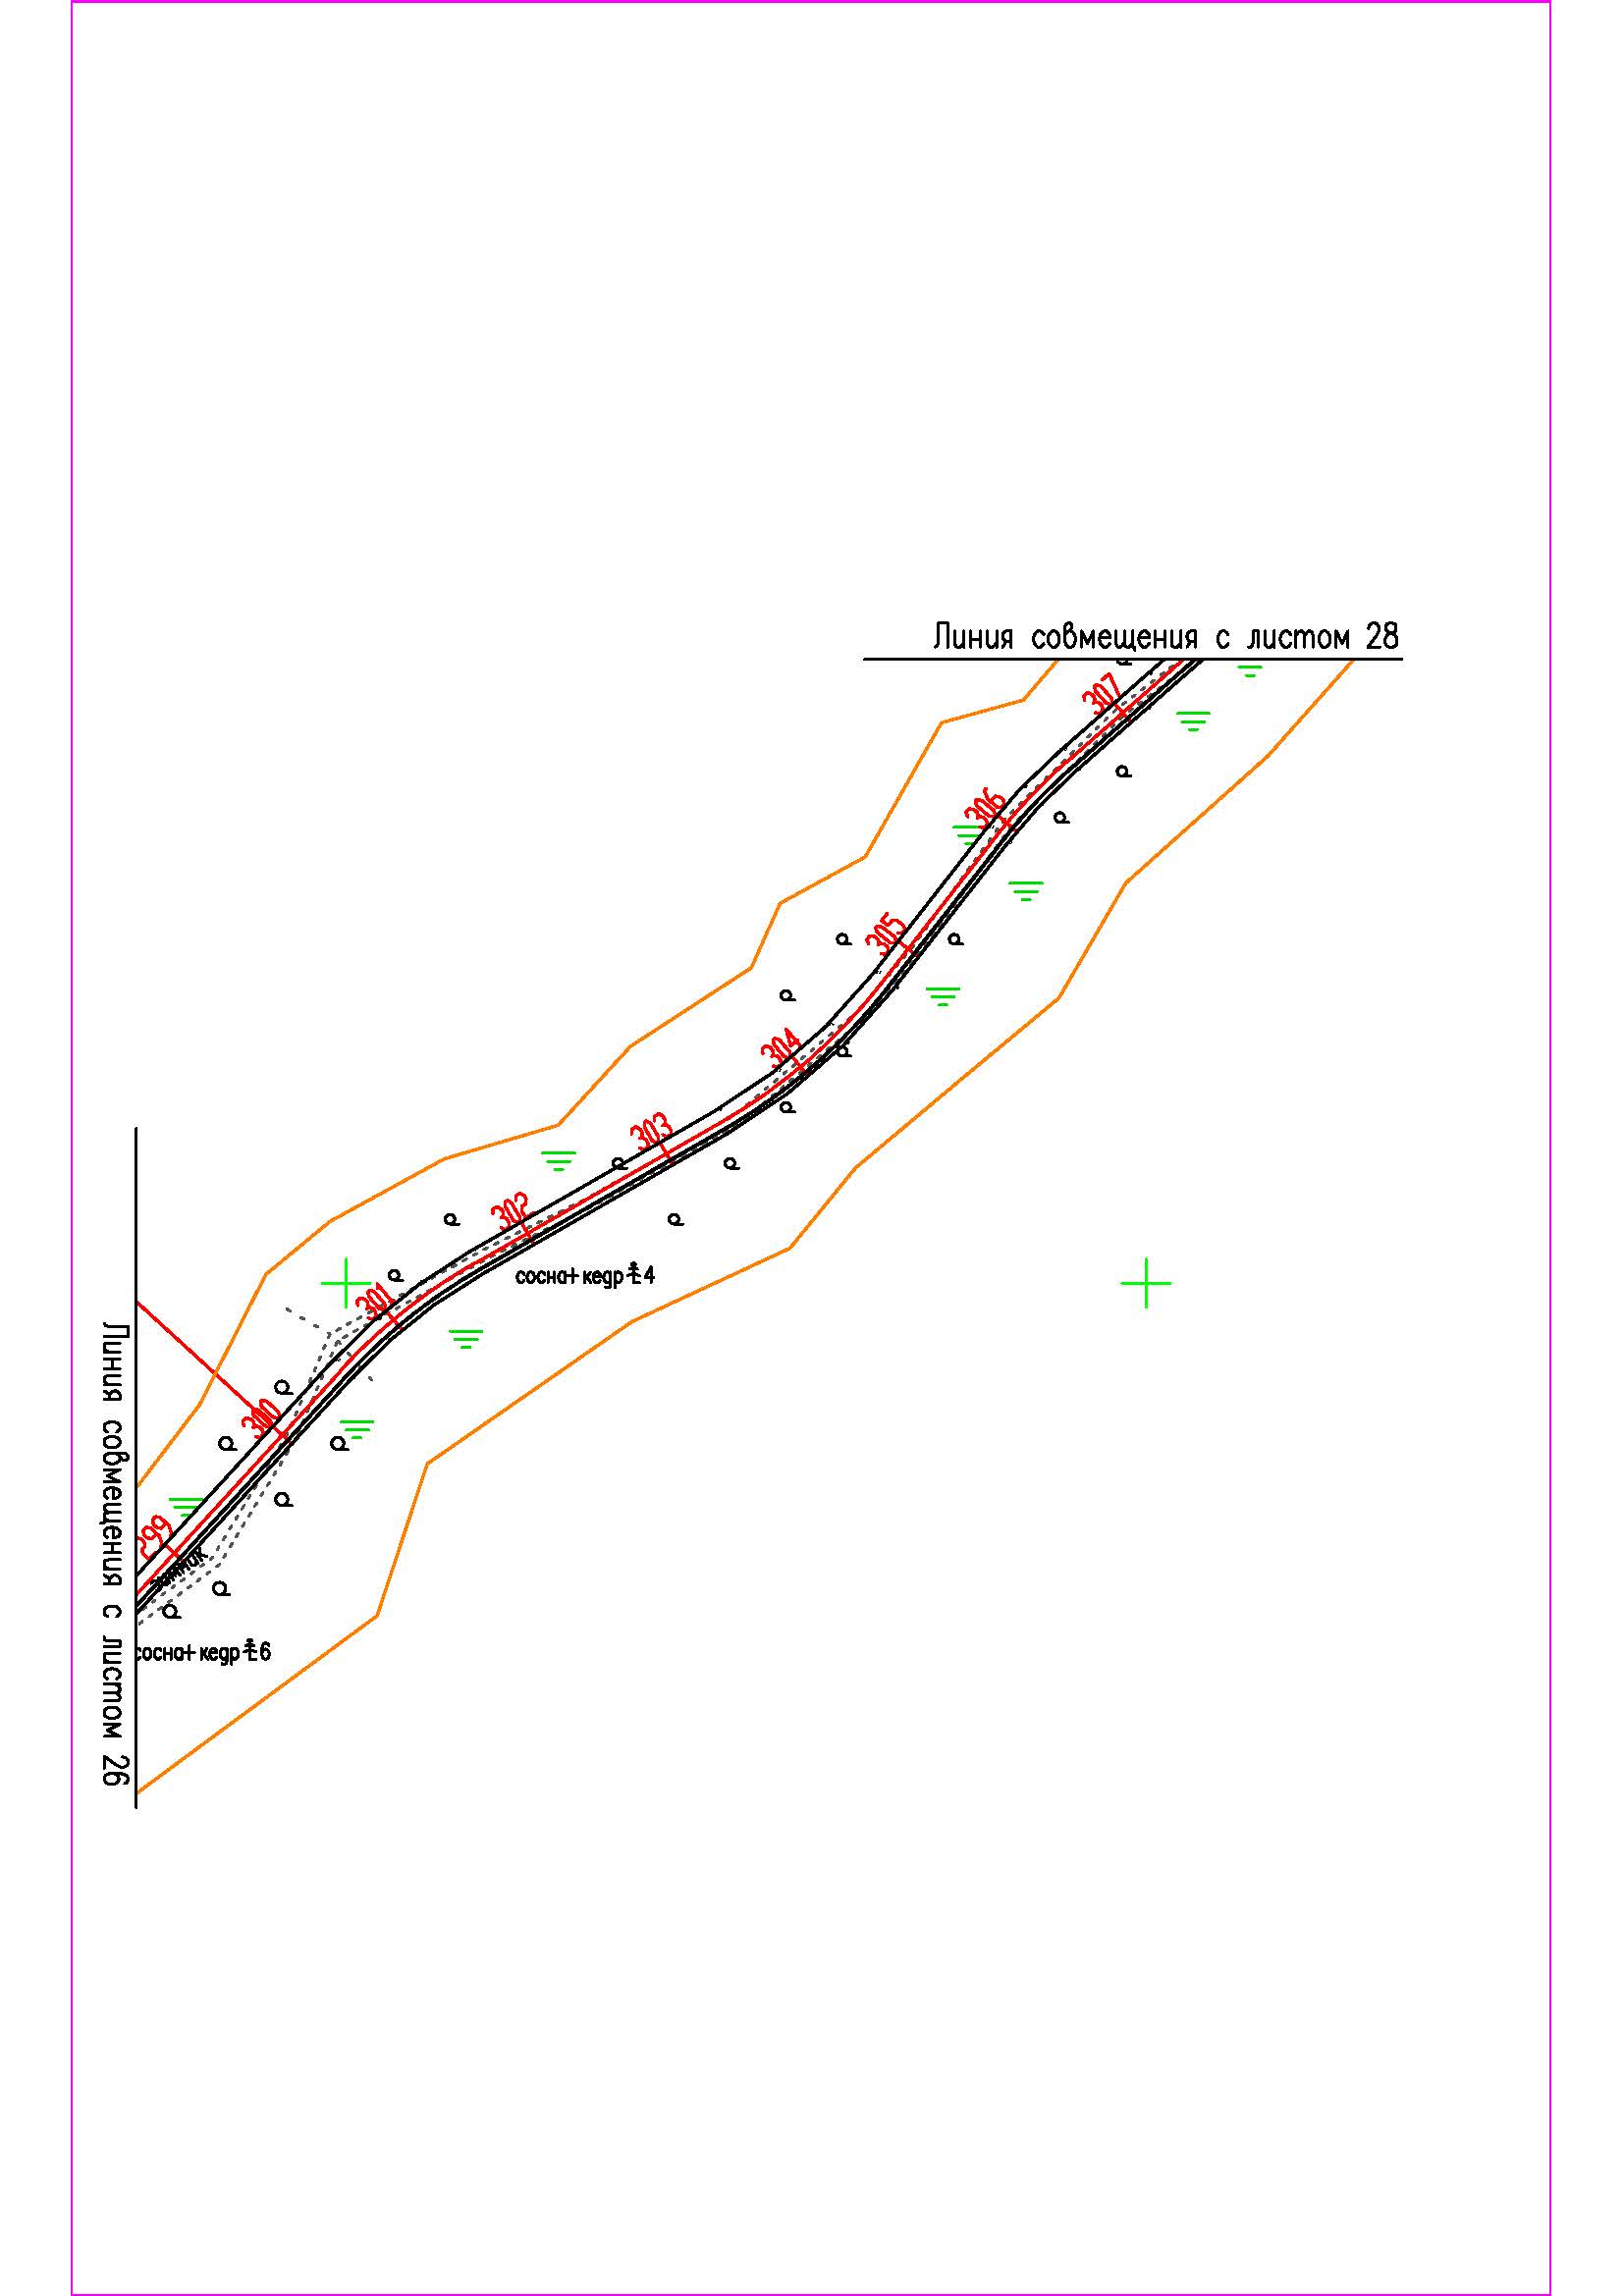 Линия совмещения с листом 28
307
306
305
304
303
302
сосна+кедр 4
301
300
299
зимник
сосна+кедр 6
Линия совмещения с листом 26